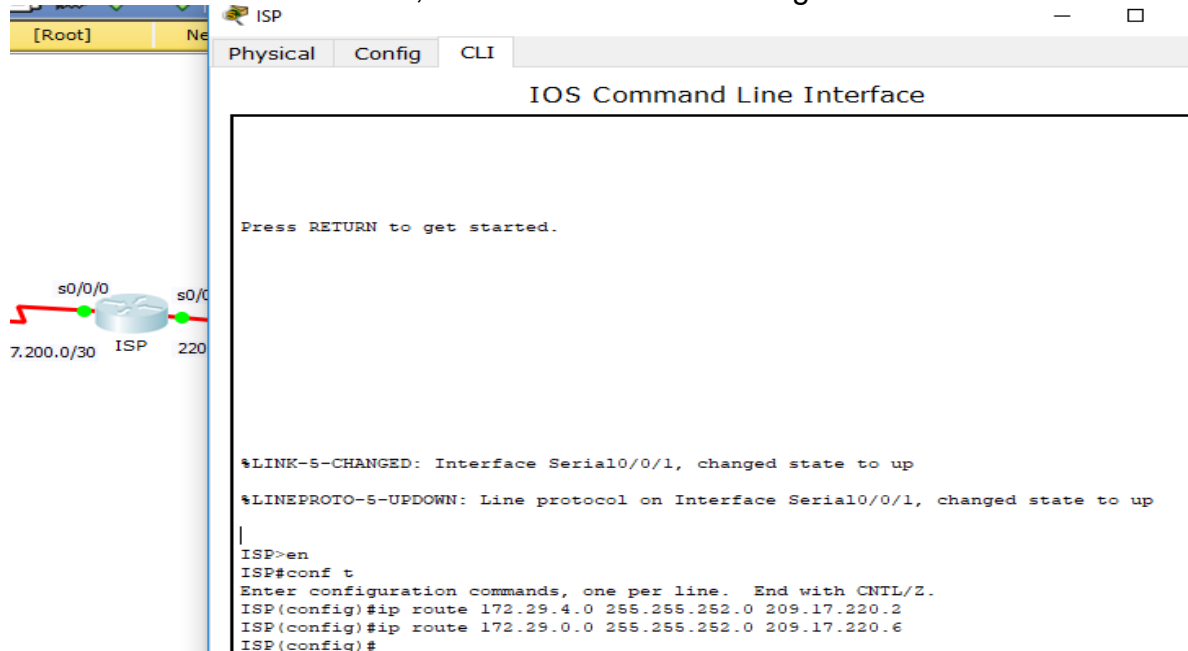 ISP
[Root]
Ne
Physical Config CLI
IOS Command Line Interface
Press RETURN to get started.
s0/0/0
s0/0
7.200.0/30
ISP
220
%LINK-5-CHANGED: Interface Serial0/0/1, changed state to up
%LINEPROTO-5-UPDOWN: Line protocol on Interface Serial0/0/1, changed state to up
ISP>en
ISP#conf t
Enter configuration commands, one per line. End with CNTL/Z.
ISP(config)#ip route 172.29.4.0 255.255.252.0 209.17.220.2
ISP(config)#ip route 172.29.0.0 255.255.252.0 209.17.220.6
ISP(config)#